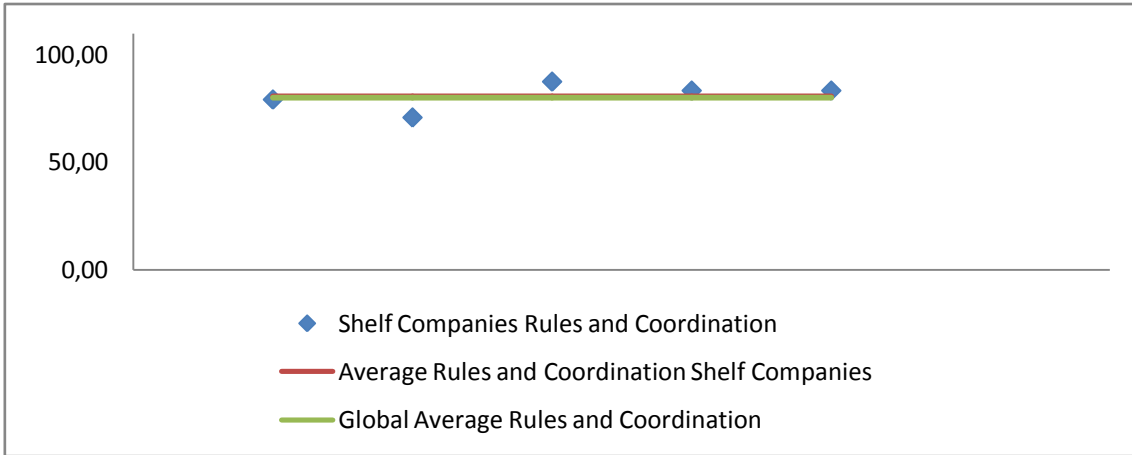 100,00
50,00
0,00
Shelf Companies Rules and Coordination
Average Rules and Coordination Shelf Companies
Global Average Rules and Coordination